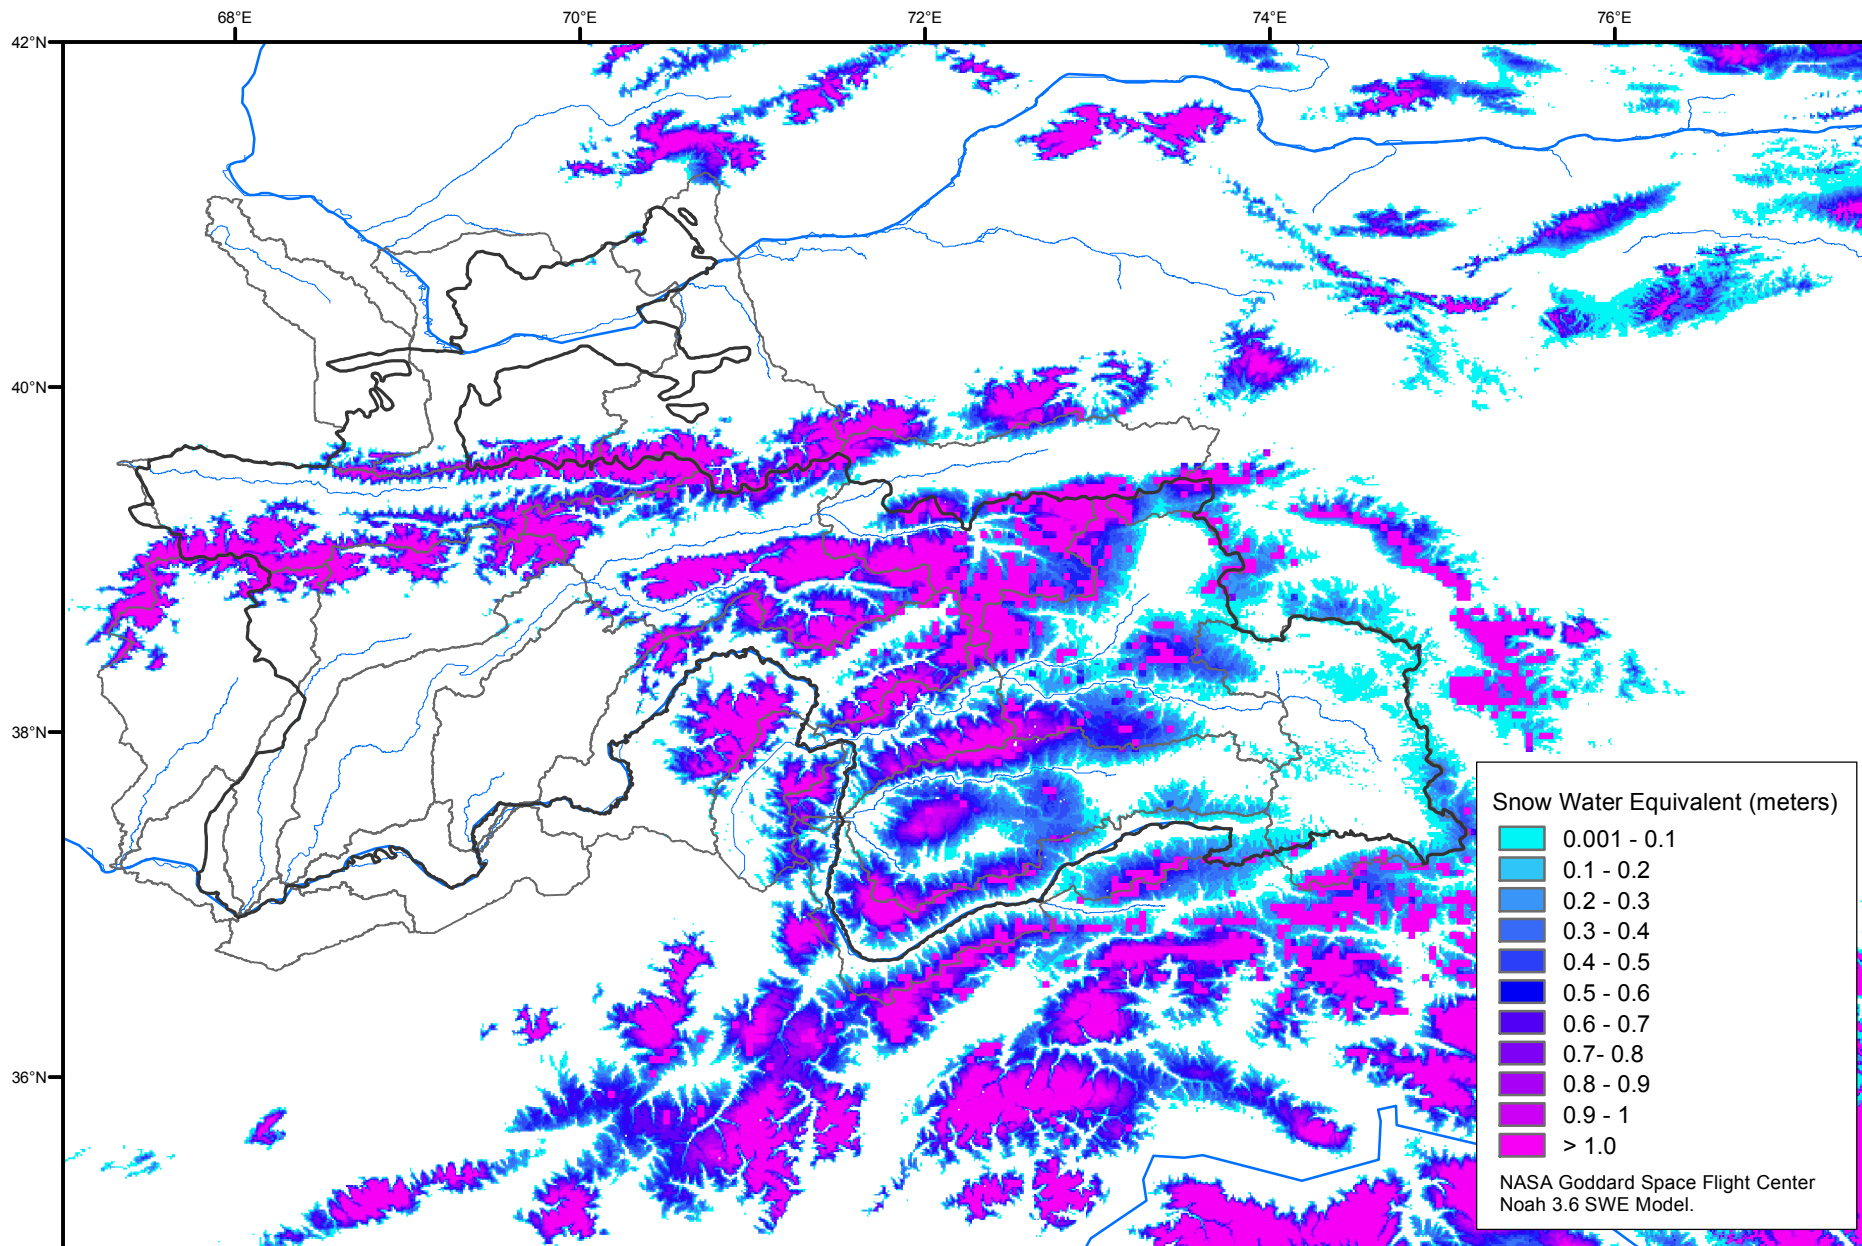 68°E 70°E 72°E 74°E 76°E
42°N
40°N
38°N
36°N
Snow Water Equivalent (meters)
0.001 - 0.1
0.1 - 0.2
0.2 - 0.3
0.3 - 0.4
0.4 - 0.5
0.5 - 0.6
0.6 - 0.7
0.7- 0.8
0.8 - 0.9
0.9 - 1
> 1.0
NASA Goddard Space Flight Center
Noah 3.6 SWE Model.